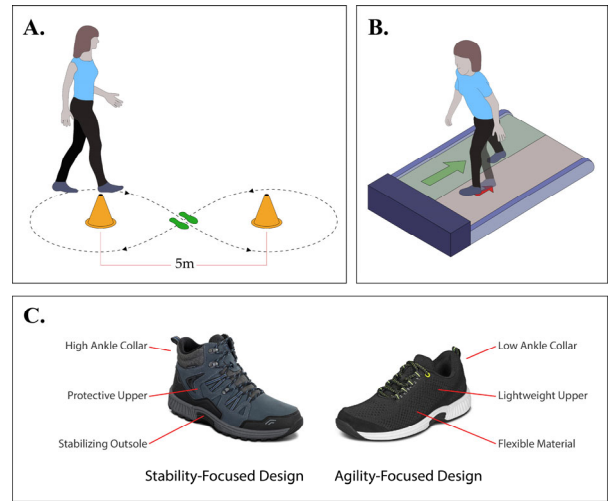 A.
B.
5m
C.
High Ankle Collar
Protective Upper
Stabilizing Outsole
Low Ankle Collar
Lightweight Upper
Flexible Material
Stability-Focused Design
Agility-Focused Design